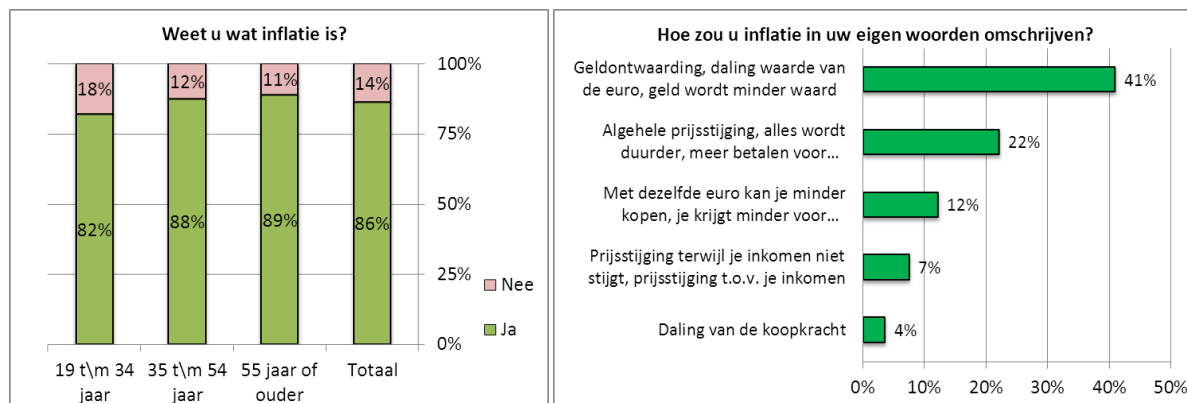 Weet u wat inflatie is?
100%
75%
50%
25%
0%
18%
12%
11%
14%
82%
88%
89%
86%
Nee
Ja
19 t\m 34
jaar
35 t\m 54
jaar
55 jaar of
ouder
Totaal
Hoe zou u inflatie in uw eigen woorden omschrijven?
Geldontwaarding, daling waarde van
de euro, geld wordt minder waard
41%
Algehele prijsstijging, alles wordt
duurder, meer betalen voor...
22%
Met dezelfde euro kan je minder
kopen, je krijgt minder voor...
12%
Prijsstijging terwijl je inkomen niet
stijgt, prijsstijging t.o.v. je inkomen
7%
Daling van de koopkracht
4%
0%
10%
20%
30%
40%
50%